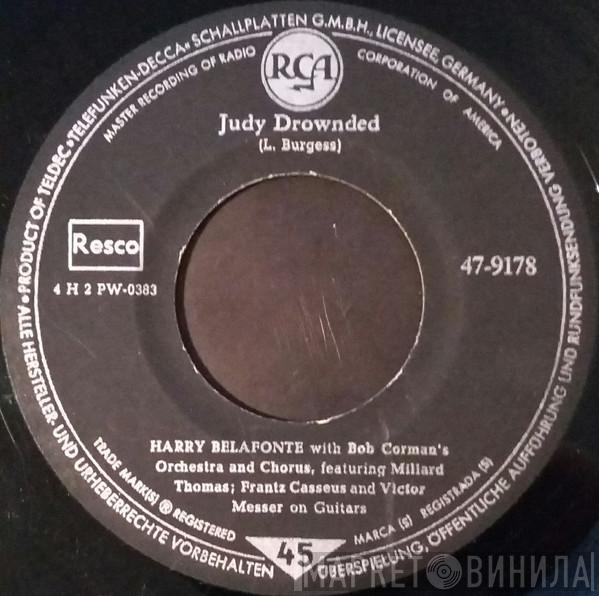 • PRODUCT OF TELDEC »TELEFUNKEN-DECCA« SCHALLPLATTEN G.M.B.H., LICENSEE, GERMANY •
MASTER RECORDING OF RADIO CORPORATION OF AMERICA
RCA
Judy Drownded
(L. Burgess)
Resco
47-9178
4 H 2 PW-0383
HARRY BELAFONTE with Bob Corman's
Orchestra and Chorus, featuring Millard
Thomas; Frantz Casseus and Victor
Messer on Guitars
TRADE MARK(S) ® REGISTERED
MARCA (S) REGISTRADA (S)
45
ALLE HERSTELLER- UND URHEBERRECHTE VORBEHALTEN
ÜBERSPIELUNG, ÖFFENTLICHE AUFFÜHRUNG UND RUNDFUNKSENDUNG VERBOTEN
МАРКЕТ ВИНИЛА